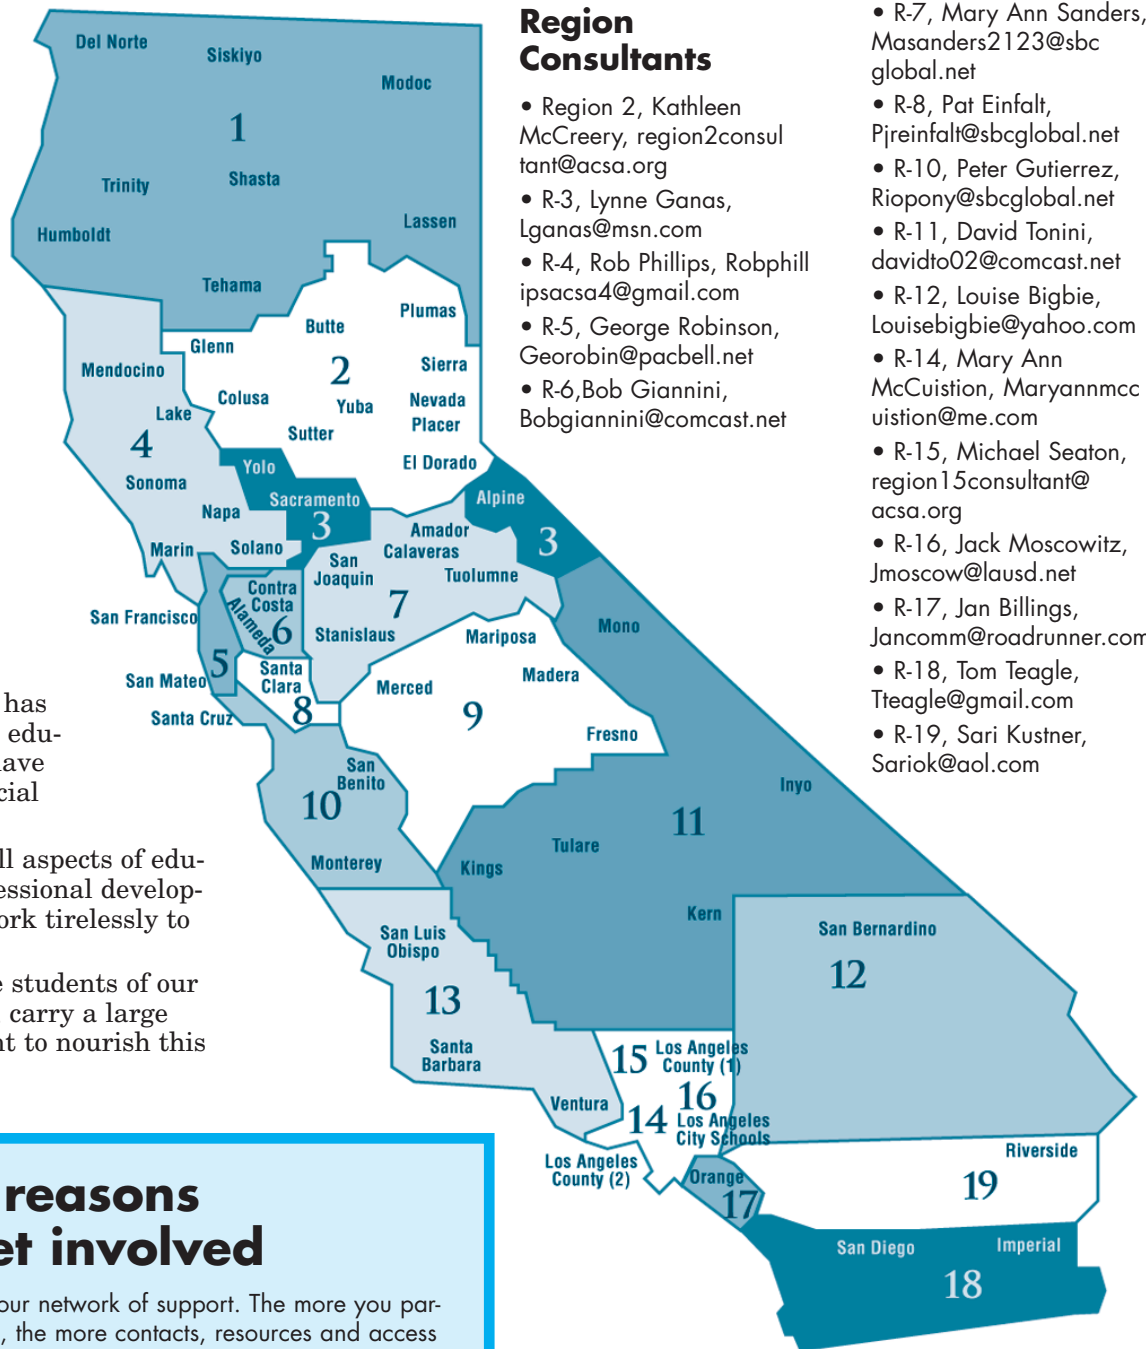 Region
Consultants
• Region 2, Kathleen
McCreery, region2consul
tant@acsa.org
• R-3, Lynne Ganas,
Lganas@msn.com
• R-4, Rob Phillips, Robphill
ipsacsa4@gmail.com
• R-5, George Robinson,
Georobin@pacbell.net
• R-6,Bob Giannini,
Bobgiannini@comcast.net
• R-7, Mary Ann Sanders,
Masanders2123@sbc
global.net
• R-8, Pat Einfalt,
Pjreinfalt@sbcglobal.net
• R-10, Peter Gutierrez,
Riopony@sbcglobal.net
• R-11, David Tonini,
davidto02@comcast.net
• R-12, Louise Bigbie,
Louisebigbie@yahoo.com
• R-14, Mary Ann
McCuistion, Maryannmcc
uistion@me.com
• R-15, Michael Seaton,
region15consultant@
acsa.org
• R-16, Jack Moscowitz,
Jmoscow@lausd.net
• R-17, Jan Billings,
Jancomm@roadrunner.com
• R-18, Tom Teagle,
Tteagle@gmail.com
• R-19, Sari Kustner,
Sariok@aol.com
Del Norte
Siskiyo
Modoc
1
Trinity
Shasta
Humboldt
Lassen
Tehama
Plumas
Butte
Glenn
2
Sierra
Mendocino
Colusa
Yuba
Nevada
Lake
Placer
Sutter
4
El Dorado
Yolo
Sonoma
Sacramento
Alpine
Napa
3
Amador
3
Marin
Solano
Calaveras
San
Joaquin
Tuolumne
Contra
Costa
Alameda
6
7
San Francisco
Stanislaus
Mariposa
Mono
5
Santa
Clara
San Mateo
Merced
Madera
8
Santa Cruz
9
Fresno
San
Benito
Inyo
10
11
Tulare
Monterey
Kings
Kern
San Luis
Obispo
San Bernardino
12
13
Santa
Barbara
15
Los Angeles
County (1)
16
Ventura
14
Los Angeles
City Schools
Los Angeles
County (2)
Riverside
Orange
19
17
San Diego
Imperial
18
has
edu-
ave
cial
ll aspects of edu-
essional develop-
ork tirelessly to
e students of our
carry a large
nt to nourish this
reasons
et involved
our network of support. The more you par-
, the more contacts, resources and access